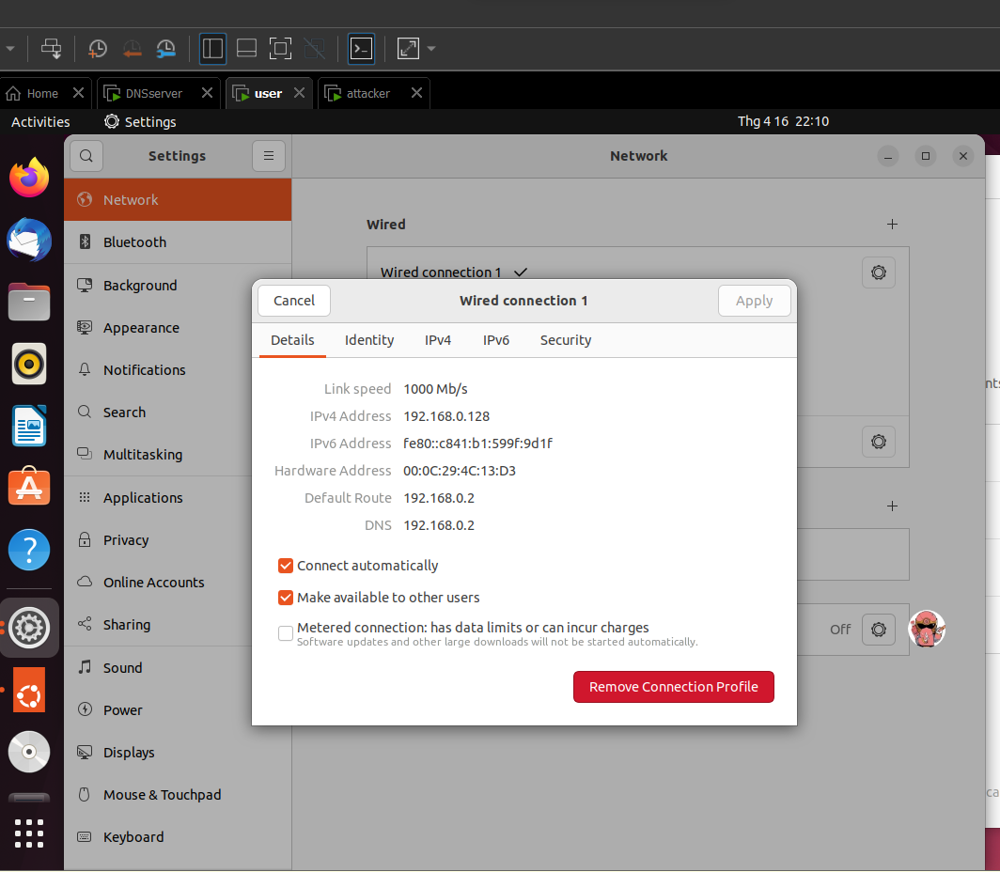 Home
DNSserver
user
attacker
Activities
Settings
Thg 4 16 22:10
Settings
Network
Network
Bluetooth
Background
Appearance
Notifications
Search
Multitasking
Applications
Privacy
Online Accounts
Sharing
Sound
Power
Displays
Mouse & Touchpad
Keyboard
Wired
Wired connection 1
Cancel
Wired connection 1
Apply
Details
Identity
IPv4
IPv6
Security
Link speed 1000 Mb/s
IPv4 Address 192.168.0.128
IPv6 Address fe80::c841:b1:599f:9d1f
Hardware Address 00:0C:29:4C:13:D3
Default Route 192.168.0.2
DNS 192.168.0.2
Connect automatically
Make available to other users
Metered connection: has data limits or can incur charges
Software updates and other large downloads will not be started automatically.
Remove Connection Profile
Off